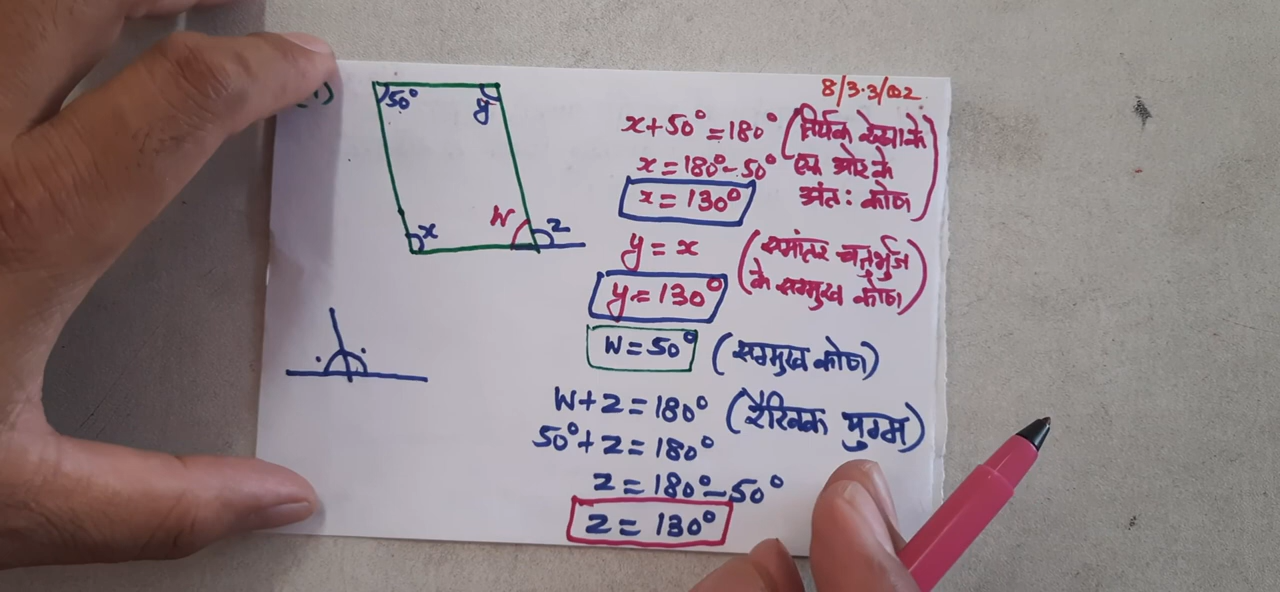 50°
y
x
W
z
8/3.3/Q2
x+50°=180° (तिर्यक रेखा के
x=180°-50° एक ओर के
x=130° अंतः कोण)
y=x (समांतर चतुर्भुज
y=130° के सम्मुख कोण)
W=50° (सम्मुख कोण)
W+z=180° (रैखिक युग्म)
50°+z=180°
z=180°-50°
z=130°